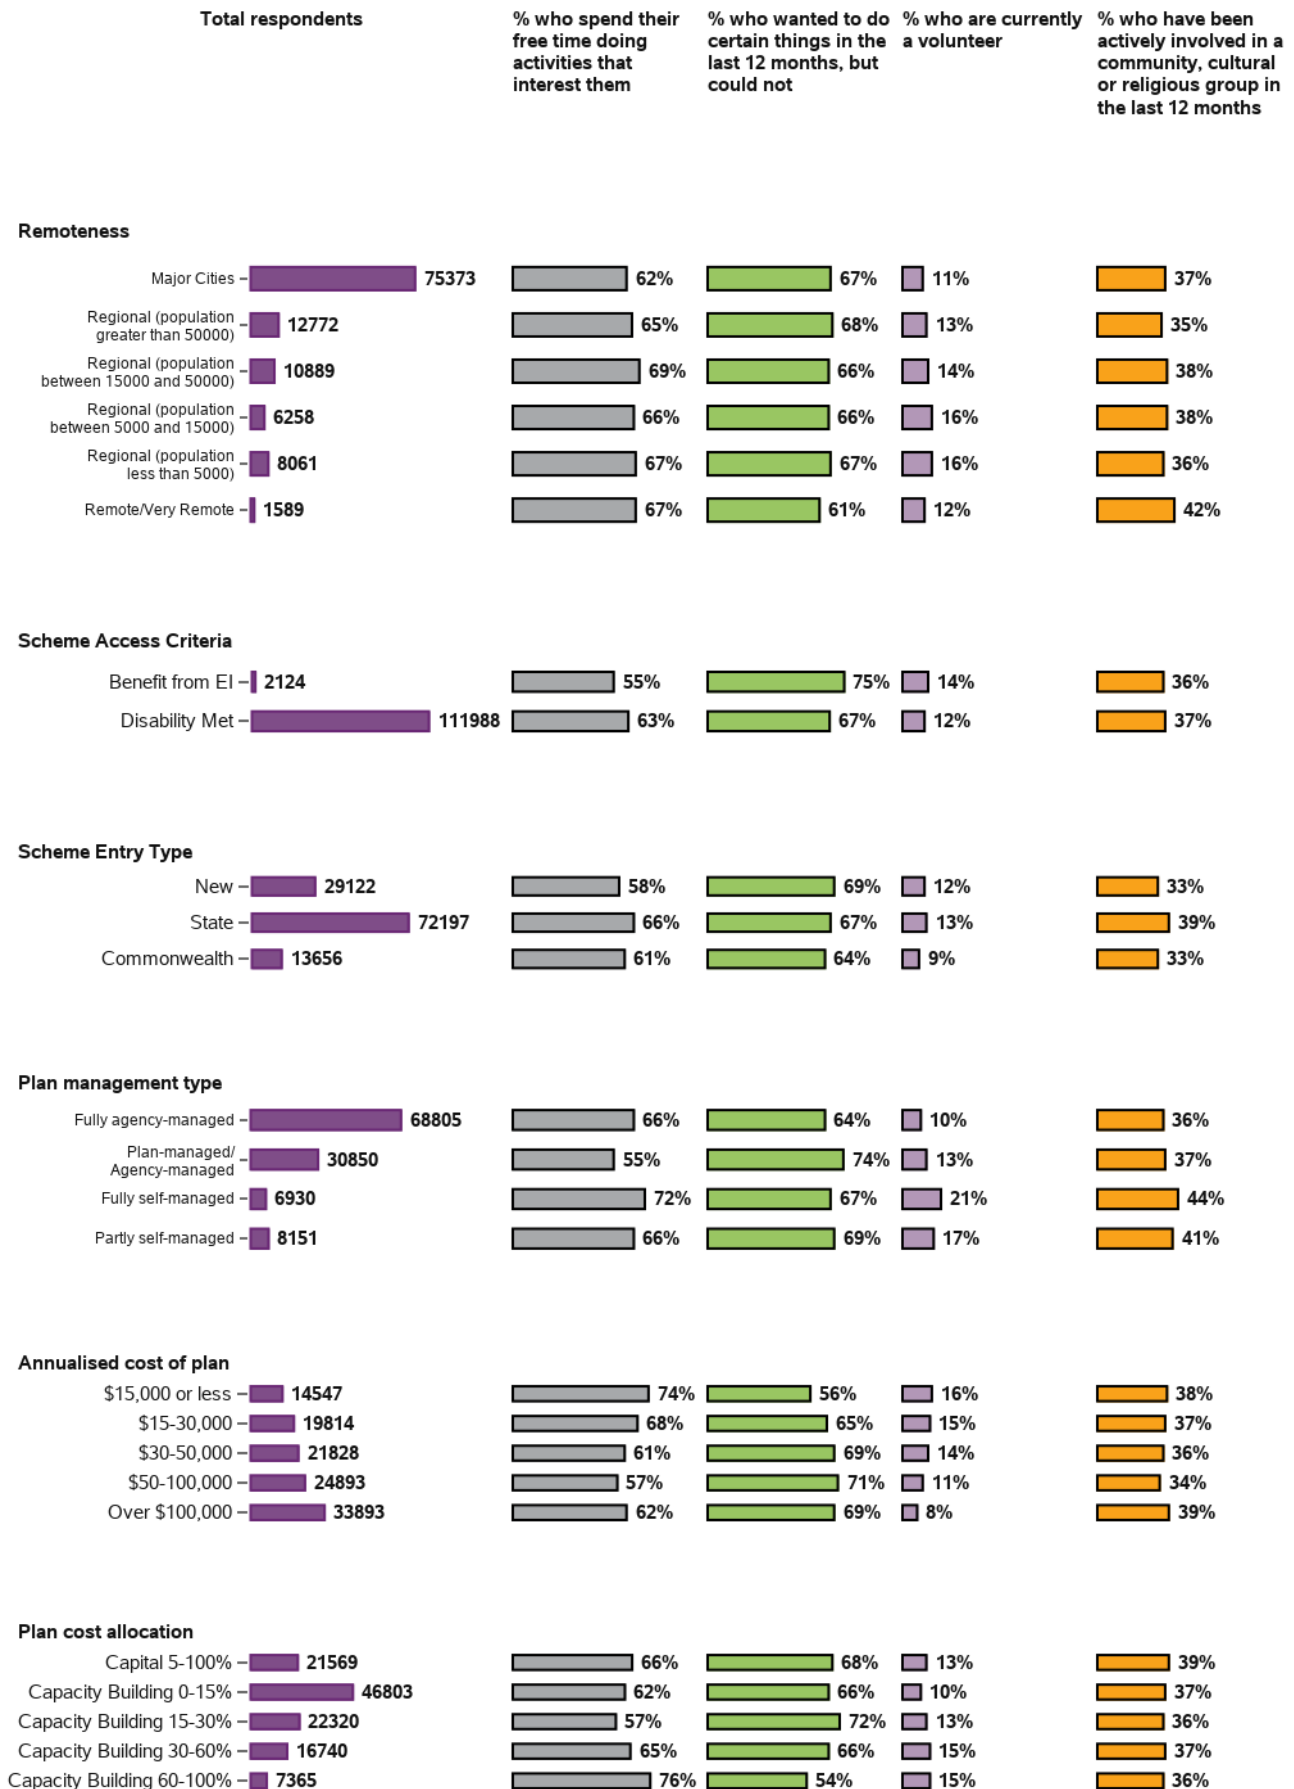 Total respondents
% who spend their
free time doing
activities that
interest them
% who wanted to do
certain things in the
last 12 months, but
could not
% who are currently
a volunteer
% who have been
actively involved in a
community, cultural
or religious group in
the last 12 months
Remoteness
Major Cities 75373 62% 67% 11% 37%
Regional (population
greater than 50000) 12772 65% 68% 13% 35%
Regional (population
between 15000 and 50000) 10889 69% 66% 14% 38%
Regional (population
between 5000 and 15000) 6258 66% 66% 16% 38%
Regional (population
less than 5000) 8061 67% 67% 16% 36%
Remote/Very Remote 1589 67% 61% 12% 42%
Scheme Access Criteria
Benefit from EI 2124 55% 75% 14% 36%
Disability Met 111988 63% 67% 12% 37%
Scheme Entry Type
New 29122 58% 69% 12% 33%
State 72197 66% 67% 13% 39%
Commonwealth 13656 61% 64% 9% 33%
Plan management type
Fully agency-managed 68805 66% 64% 10% 36%
Plan-managed/
Agency-managed 30850 55% 74% 13% 37%
Fully self-managed 6930 72% 67% 21% 44%
Partly self-managed 8151 66% 69% 17% 41%
Annualised cost of plan
$15,000 or less 14547 74% 56% 16% 38%
$15-30,000 19814 68% 65% 15% 37%
$30-50,000 21828 61% 69% 14% 36%
$50-100,000 24893 57% 71% 11% 34%
Over $100,000 33893 62% 69% 8% 39%
Plan cost allocation
Capital 5-100% 21569 66% 68% 13% 39%
Capacity Building 0-15% 46803 62% 66% 10% 37%
Capacity Building 15-30% 22320 57% 72% 13% 36%
Capacity Building 30-60% 16740 65% 66% 15% 37%
Capacity Building 60-100% 7365 76% 54% 15% 36%